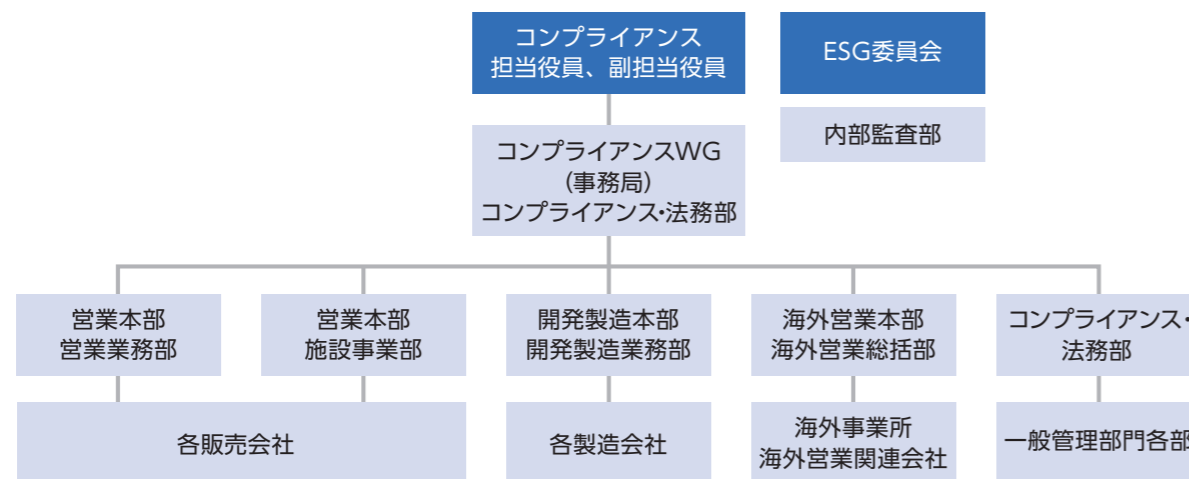 コンプライアンス
担当役員、副担当役員
ESG委員会
内部監査部
コンプライアンスWG
(事務局)
コンプライアンス・法務部
営業本部
営業業務部
営業本部
施設事業部
開発製造本部
開発製造業務部
海外営業本部
海外営業総括部
コンプライアンス・
法務部
各販売会社
各製造会社
海外事業所
海外営業関連会社
一般管理部門各部